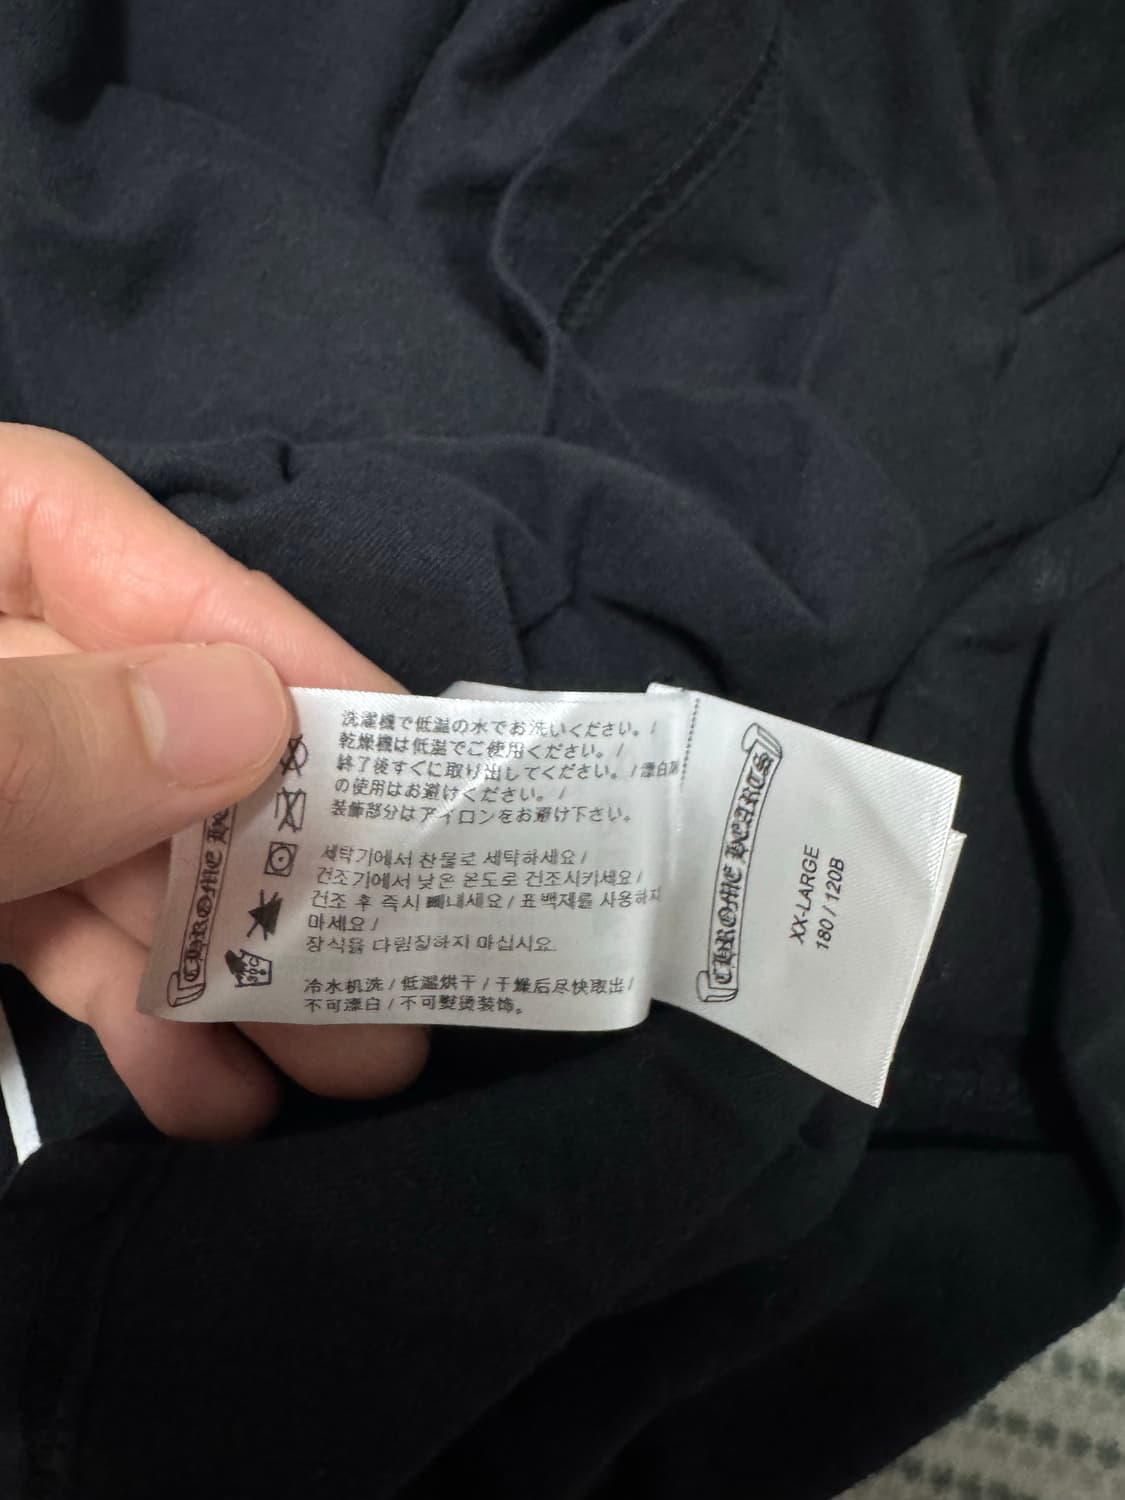 洗濯機で低温の水でお洗いください。/
乾燥機は低温でご使用ください。/
終了後すぐに取り出してください。/漂白剤
の使用はお避けください。/
装飾部分はアイロンをお避け下さい。
세탁기에서 찬물로 세탁하세요/
건조기에서 낮은 온도로 건조시키세요/
건조 후 즉시 빼내세요/표백제를 사용하지
마세요/
장식을 다림질하지 마십시오.
冷水机洗/低温烘干/干燥后尽快取出/
不可漂白/不可熨烫装饰。
CHROME
30C
CHROME HEARTS
XX-LARGE
180/120B